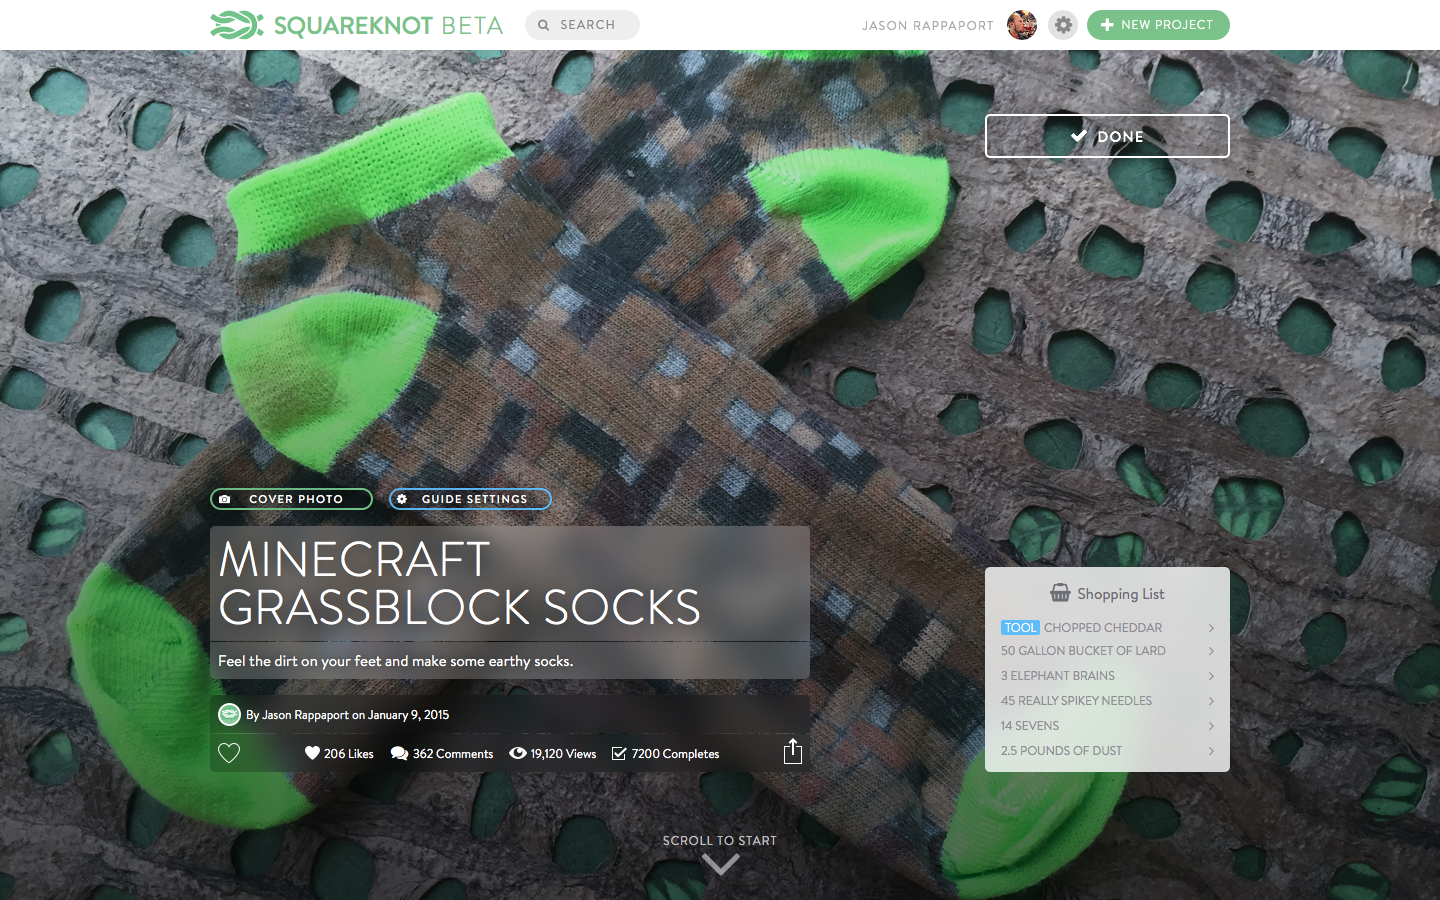 SQUAREKNOT BETA
SEARCH
JASON RAPPAPORT
NEW PROJECT
DONE
COVER PHOTO
GUIDE SETTINGS
MINECRAFT
GRASSBLOCK SOCKS
Feel the dirt on your feet and make some earthy socks.
By Jason Rappaport on January 9, 2015
206 Likes
362 Comments
19,120 Views
7200 Completes
Shopping List
TOOL CHOPPED CHEDDAR
50 GALLON BUCKET OF LARD
3 ELEPHANT BRAINS
45 REALLY SPIKEY NEEDLES
14 SEVENS
2.5 POUNDS OF DUST
SCROLL TO START